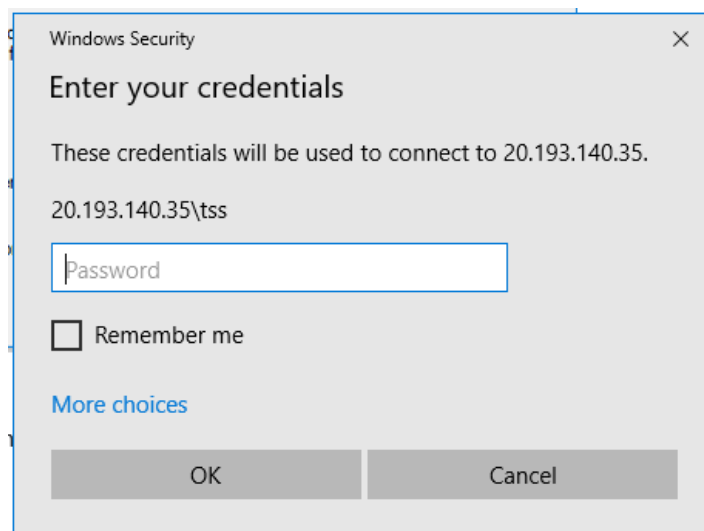 Windows Security
Enter your credentials
These credentials will be used to connect to 20.193.140.35.
20.193.140.35\tss
Password
Remember me
More choices
OK
Cancel